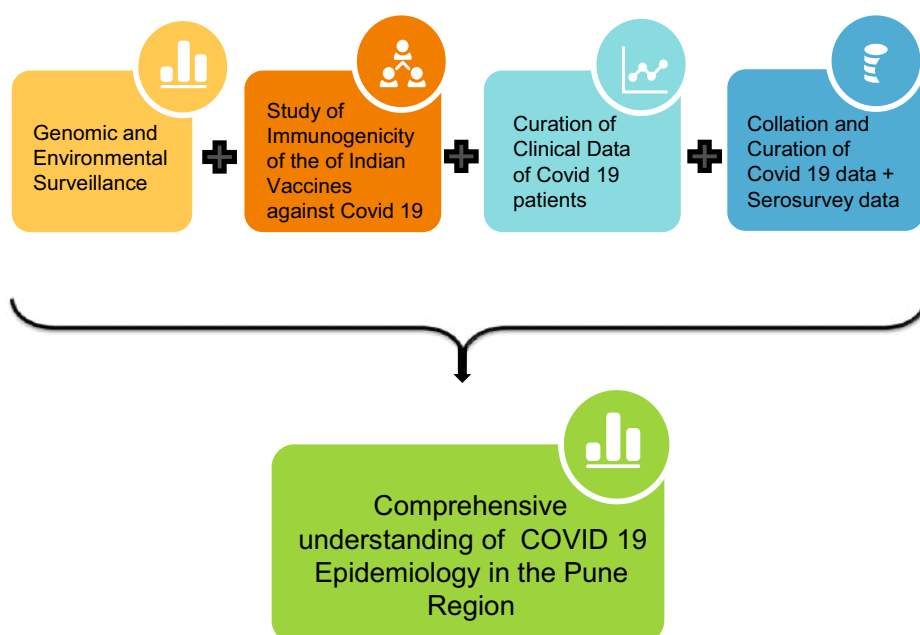 Genomic and
Environmental
Surveillance
Study of
Immunogenicity
of the of Indian
Vaccines
against Covid 19
Curation of
Clinical Data
of Covid 19
patients
Collation and
Curation of
Covid 19 data +
Serosurvey data
Comprehensive
understanding of COVID 19
Epidemiology in the Pune
Region